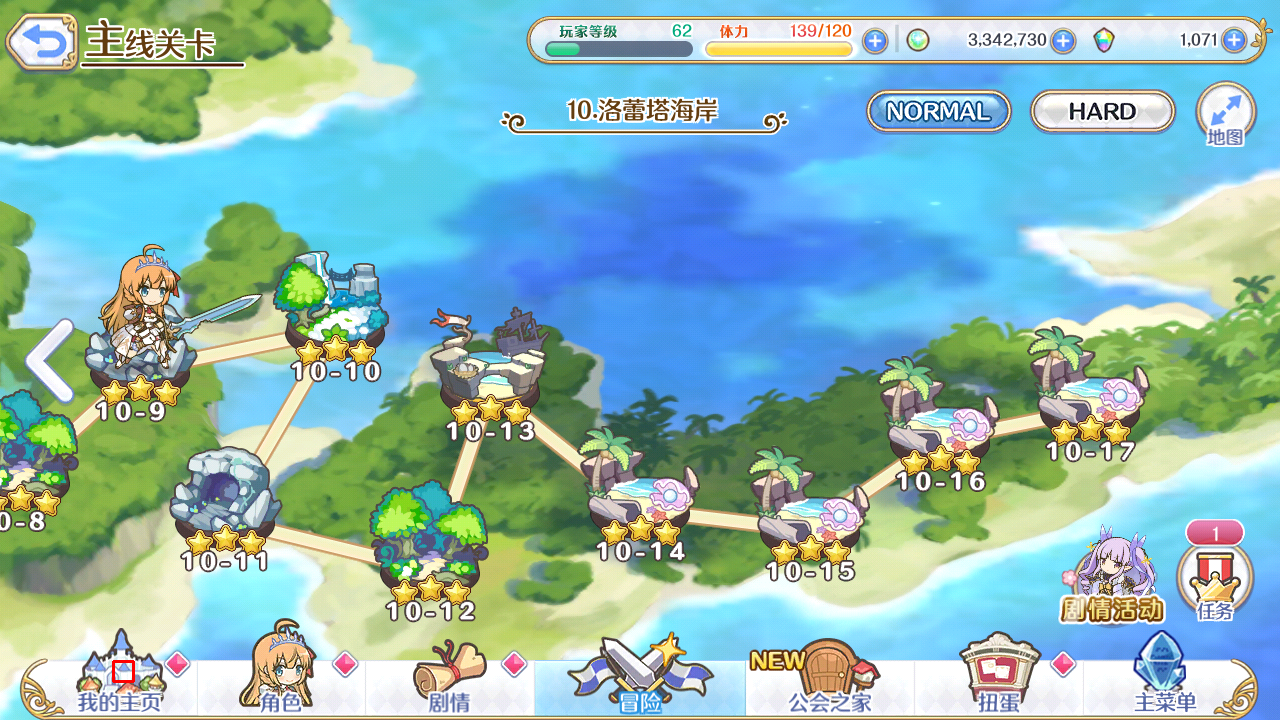 主线关卡
玩家等级 62 体力 139/120 3,342,730 1,071
10.洛蕾塔海岸
NORMAL
HARD
地图
10-9
10-10
10-13
10-17
10-16
0-8
10-11
10-14
10-15
10-12
1
剧情活动
任务
NEW
我的主页
角色
剧情
冒险
公会之家
扭蛋
主菜单